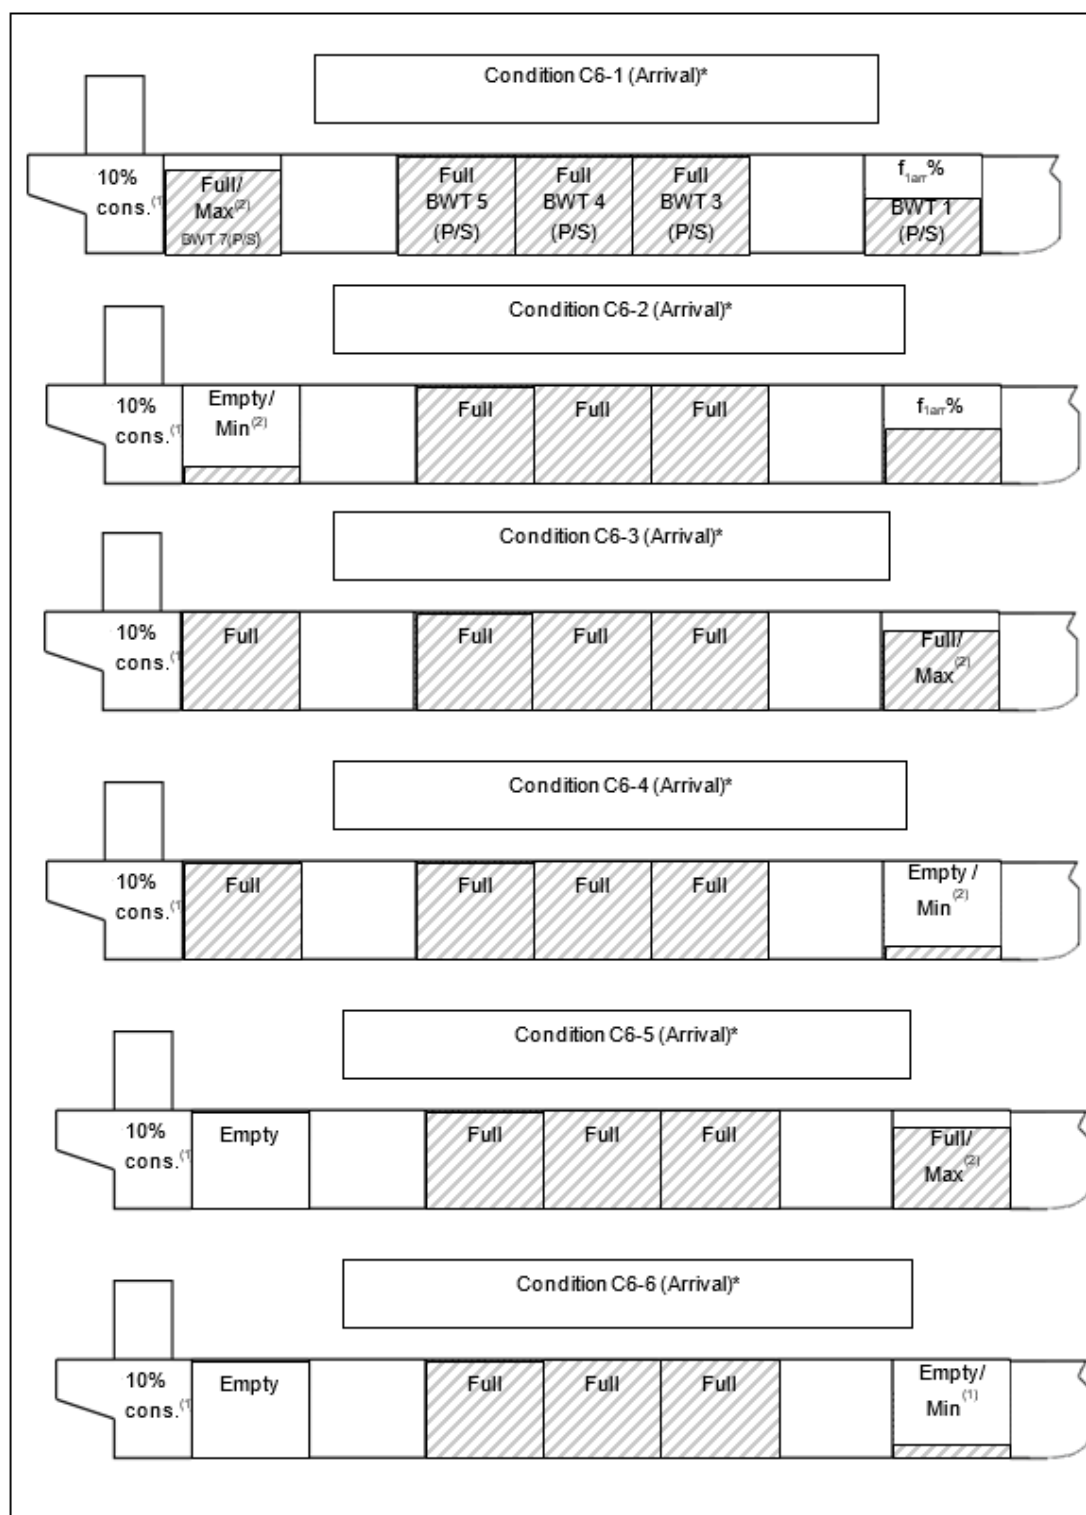 Condition C6-1 (Arrival)*
10%
cons.(1)
Full/
Max(2)
BWT 7(P/S)
Full
BWT 5
(P/S)
Full
BWT 4
(P/S)
Full
BWT 3
(P/S)
f1arr%
BWT 1
(P/S)
Condition C6-2 (Arrival)*
10%
cons.(1)
Empty/
Min(2)
Full
Full
Full
f1arr%
Condition C6-3 (Arrival)*
10%
cons.(1)
Full
Full
Full
Full
Full/
Max(2)
Condition C6-4 (Arrival)*
10%
cons.(1)
Full
Full
Full
Full
Empty /
Min(2)
Condition C6-5 (Arrival)*
10%
cons.(1)
Empty
Full
Full
Full
Full/
Max(2)
Condition C6-6 (Arrival)*
10%
cons.(1)
Empty
Full
Full
Full
Empty/
Min(1)